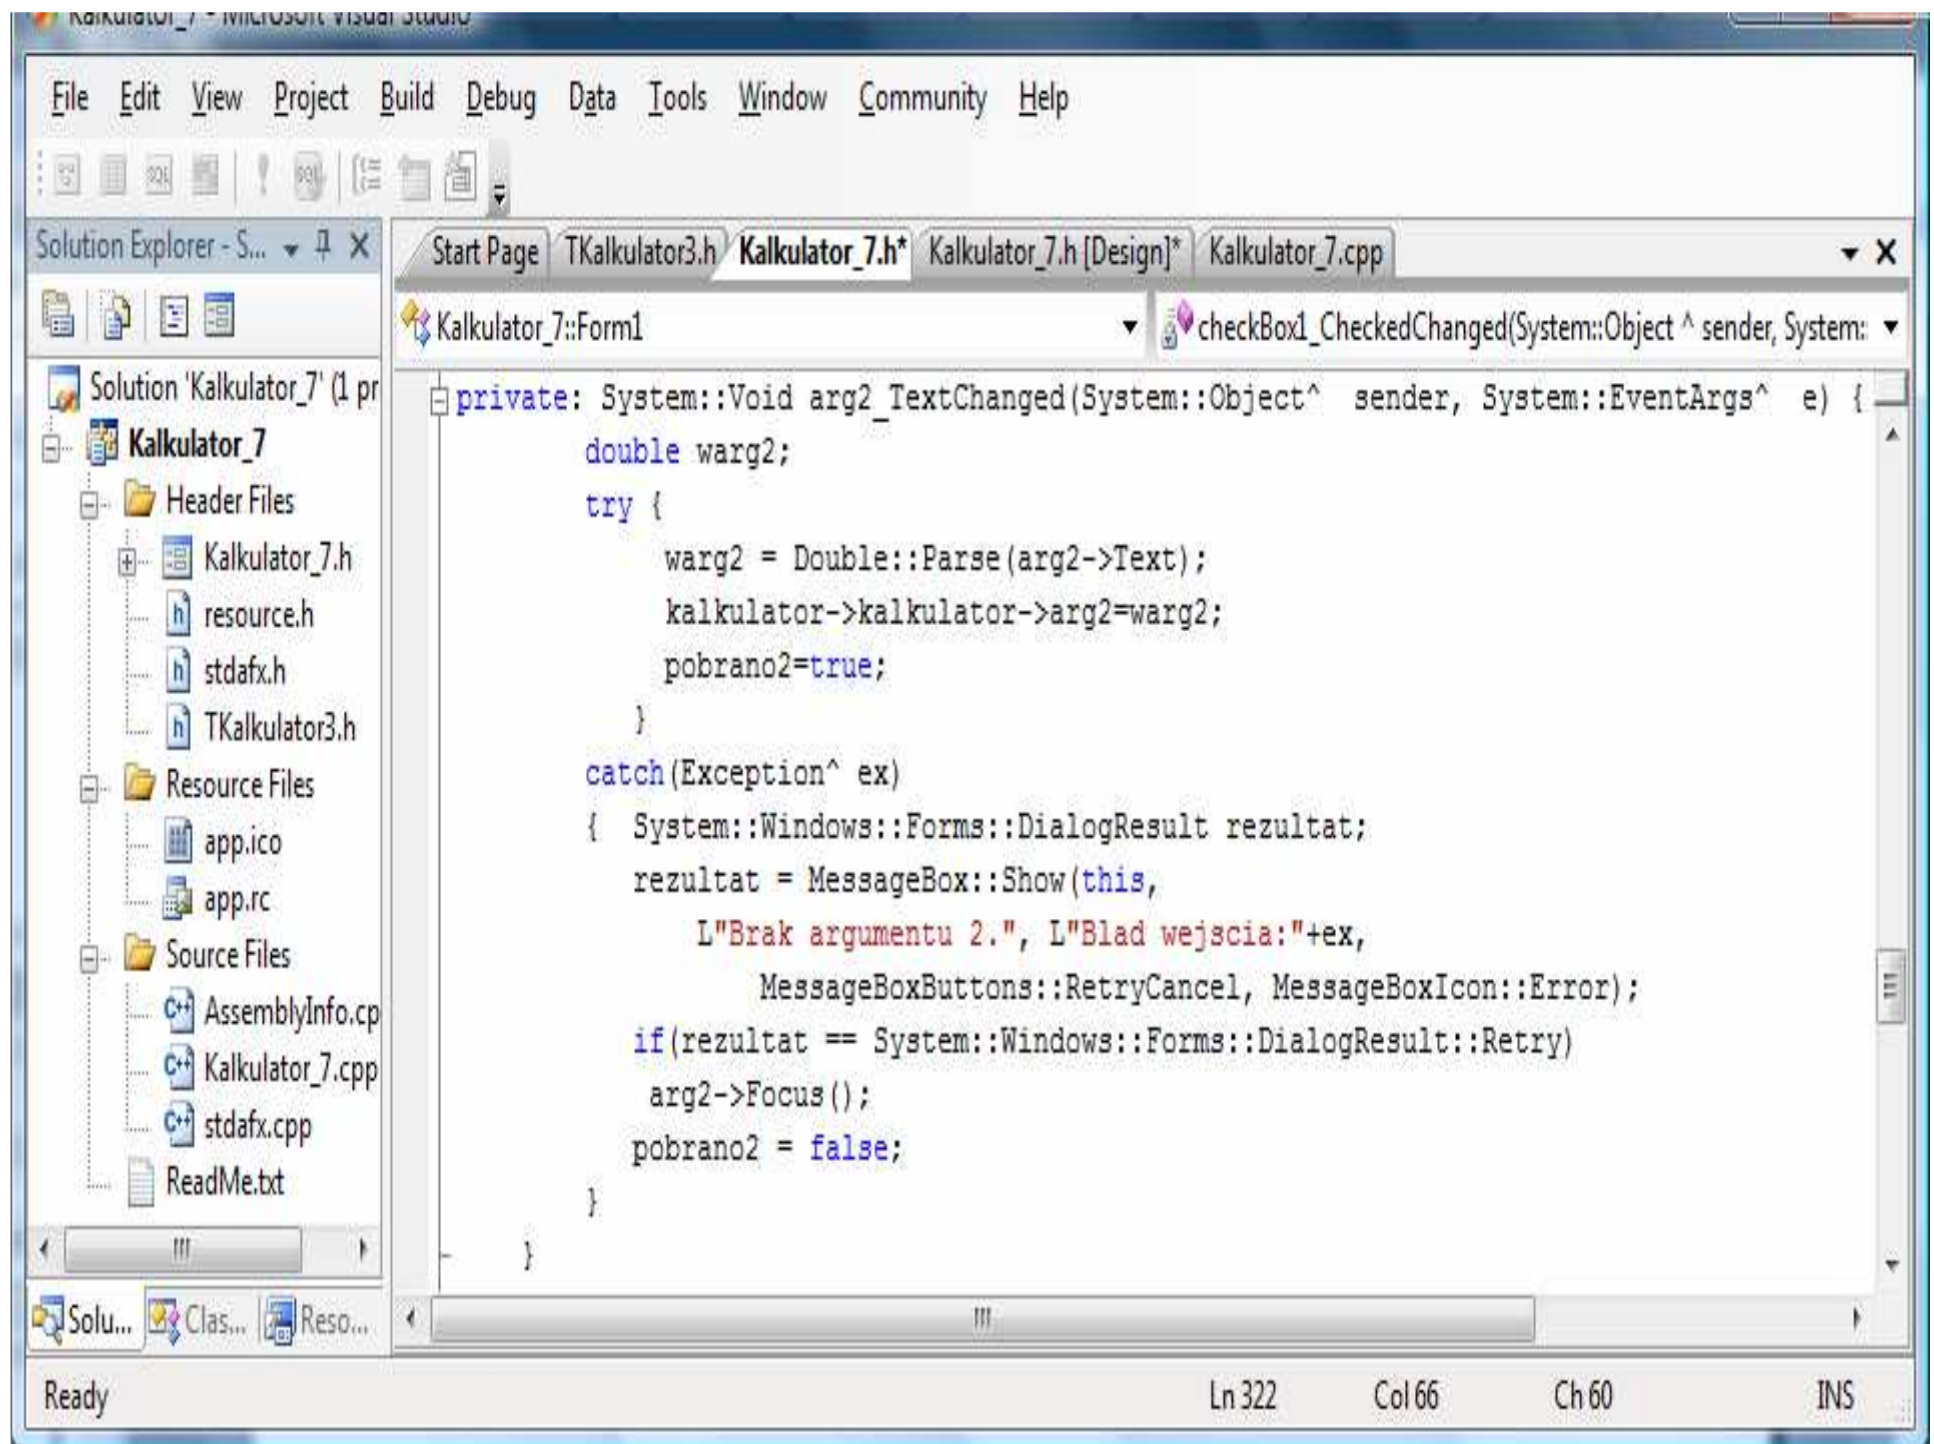 Kalkulator_7 - Microsoft Visual Studio
File Edit View Project Build Debug Data Tools Window Community Help
Solution Explorer - S...
Start Page TKalkulator3.h Kalkulator_7.h* Kalkulator_7.h [Design]* Kalkulator_7.cpp
Kalkulator_7::Form1 checkBox1_CheckedChanged(System::Object ^ sender, System::
Solution 'Kalkulator_7' (1 pr
Kalkulator_7
Header Files
Kalkulator_7.h
resource.h
stdafx.h
TKalkulator3.h
Resource Files
app.ico
app.rc
Source Files
AssemblyInfo.cp
Kalkulator_7.cpp
stdafx.cpp
ReadMe.txt
Solu... Clas... Reso...
private: System::Void arg2_TextChanged(System::Object^  sender, System::EventArgs^  e) {
double warg2;
try {
warg2 = Double::Parse(arg2->Text);
kalkulator->kalkulator->arg2=warg2;
pobrano2=true;
}
catch(Exception^ ex)
{  System::Windows::Forms::DialogResult rezultat;
rezultat = MessageBox::Show(this,
L"Brak argumentu 2.", L"Blad wejscia:"+ex,
MessageBoxButtons::RetryCancel, MessageBoxIcon::Error);
if(rezultat == System::Windows::Forms::DialogResult::Retry)
arg2->Focus();
pobrano2 = false;
}
}
Ready Ln 322 Col 66 Ch 60 INS